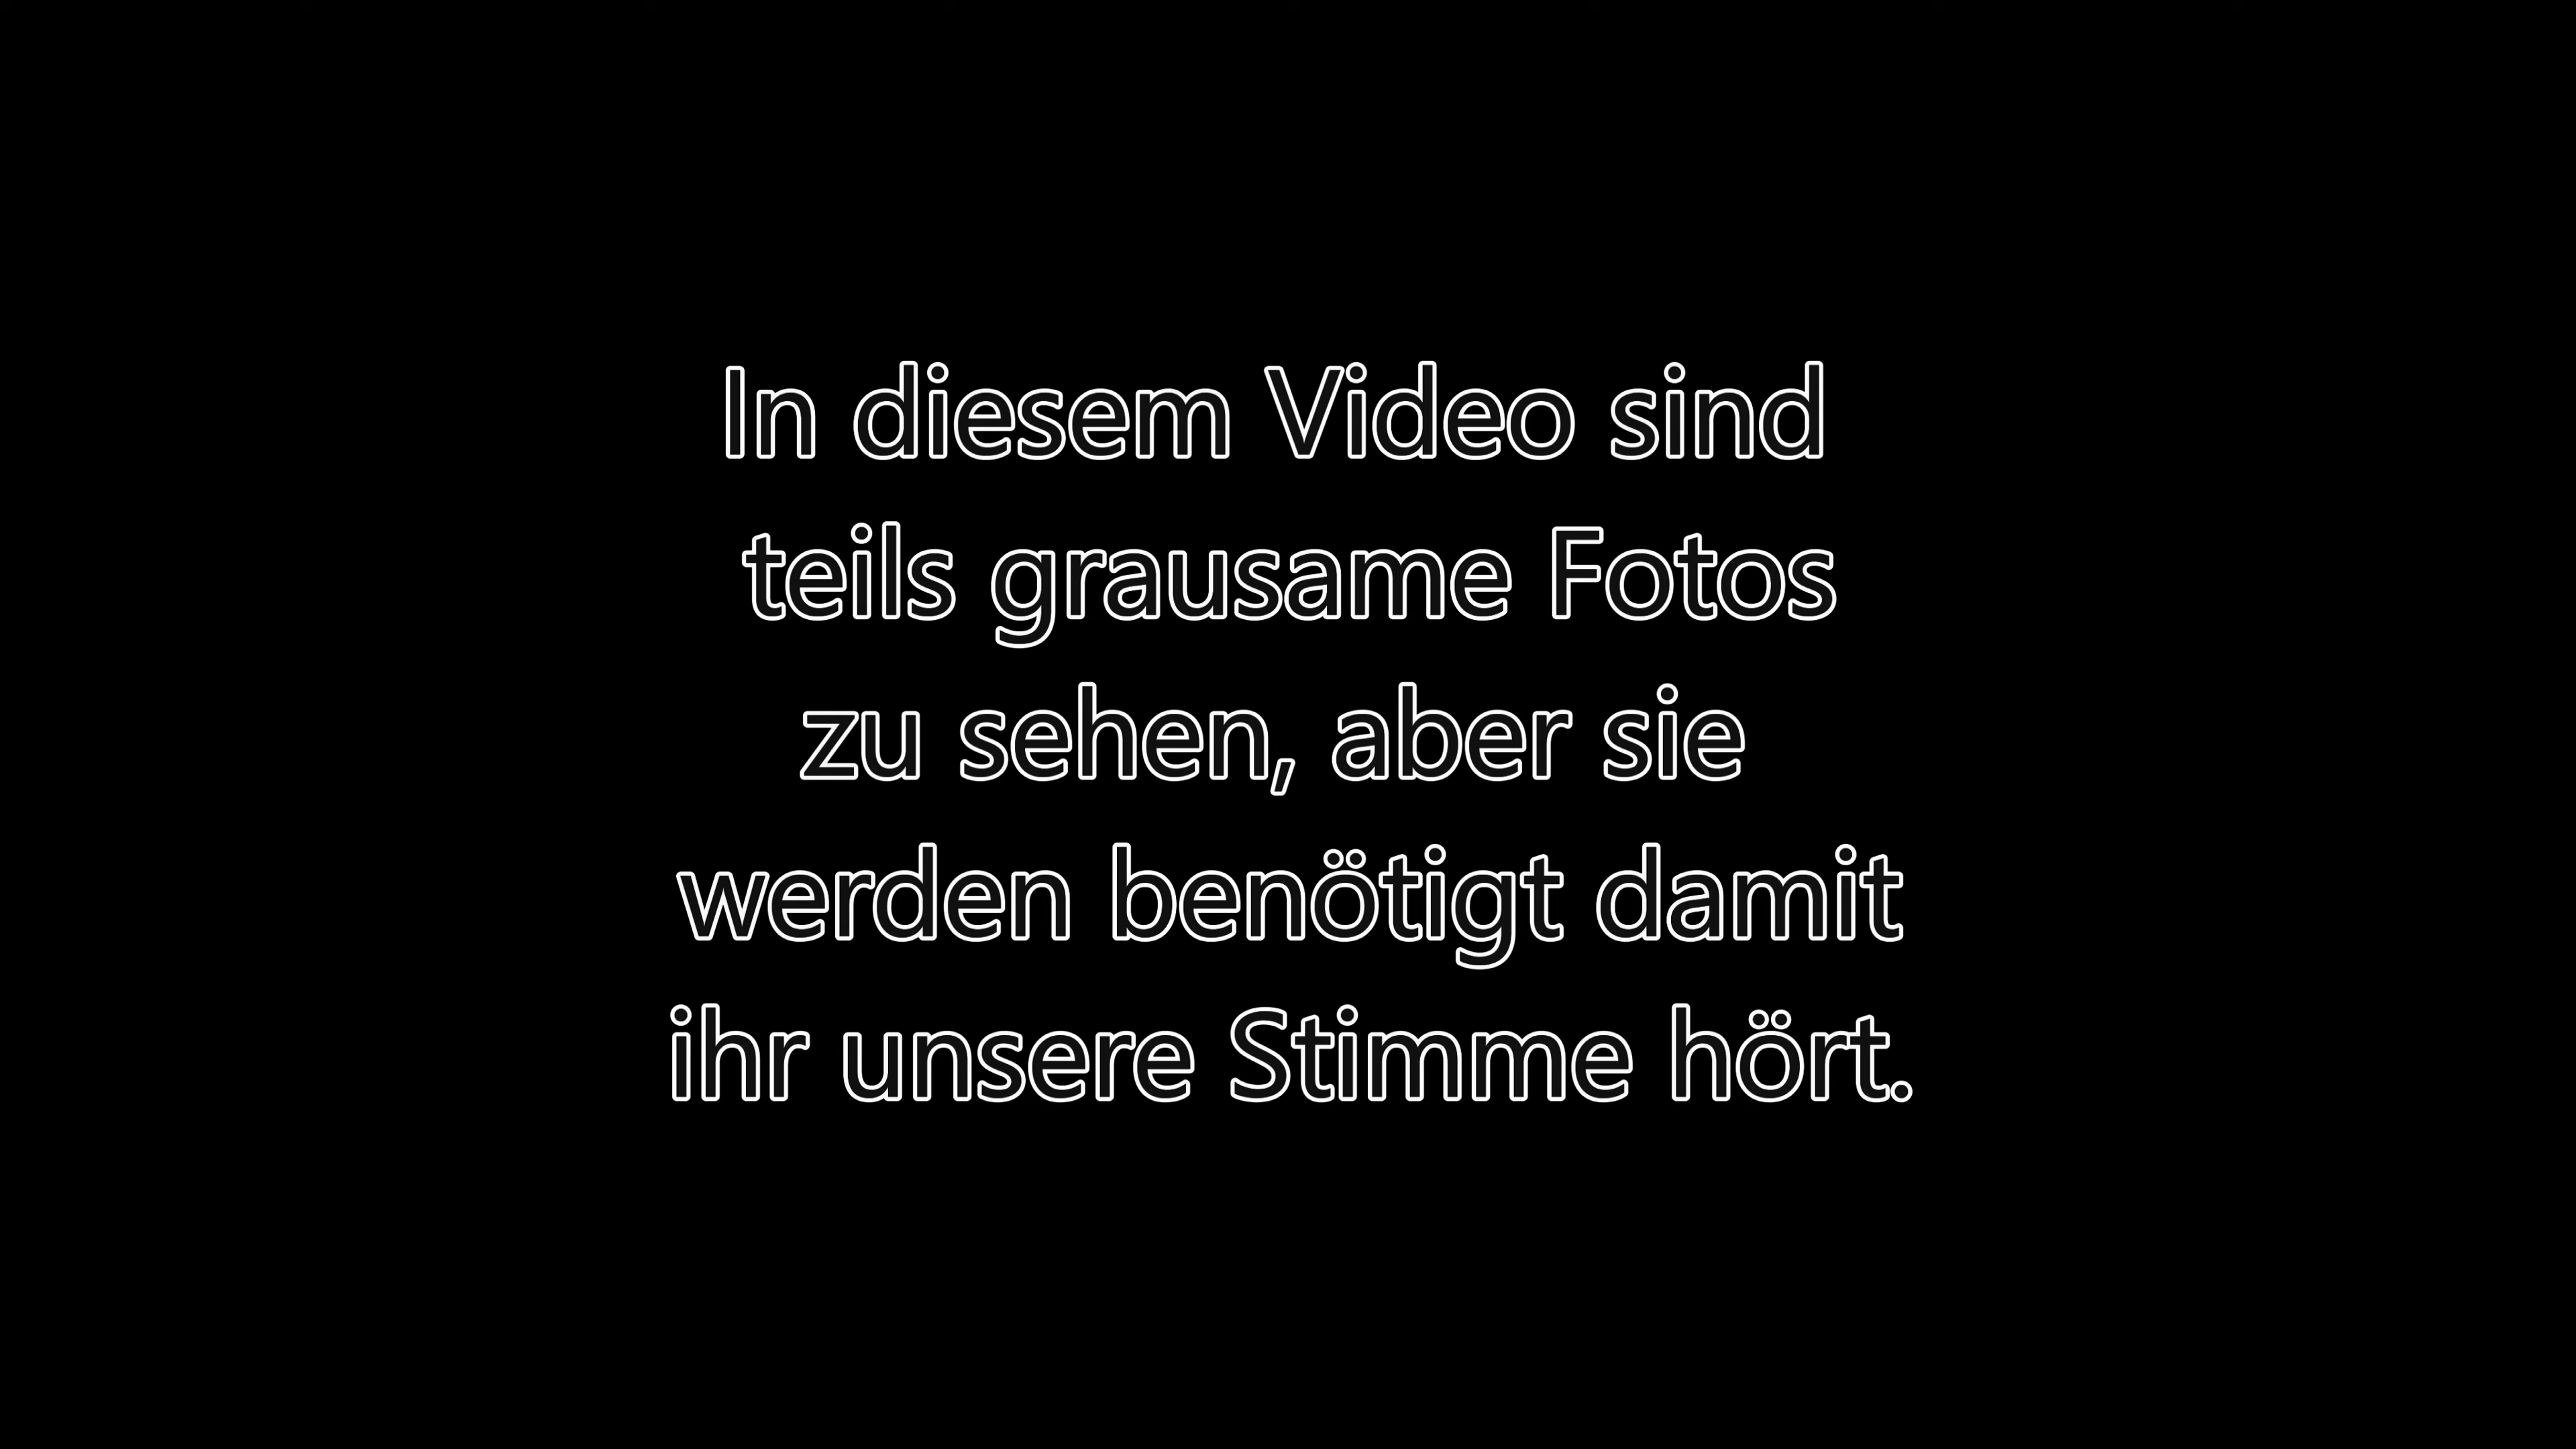 In diesem Video sind
teils grausame Fotos
zu sehen, aber sie
werden benötigt damit
ihr unsere Stimme hört.